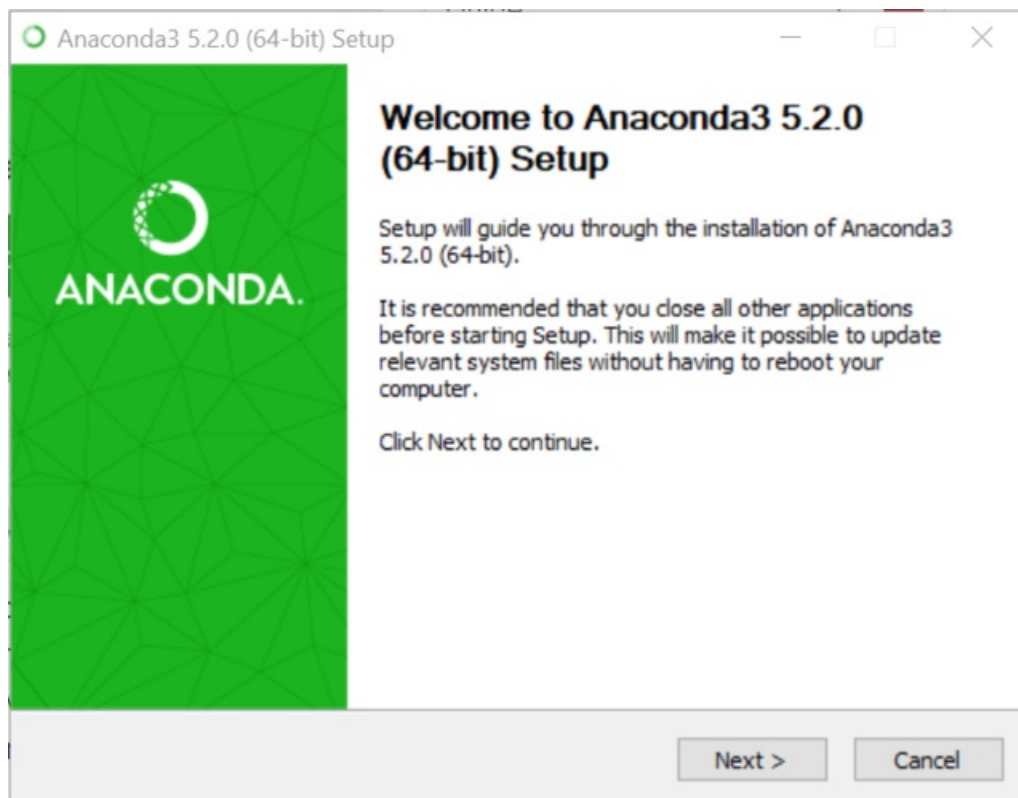 Anaconda3 5.2.0 (64-bit) Setup
ANACONDA.
Welcome to Anaconda3 5.2.0
(64-bit) Setup
Setup will guide you through the installation of Anaconda3
5.2.0 (64-bit).
It is recommended that you close all other applications
before starting Setup. This will make it possible to update
relevant system files without having to reboot your
computer.
Click Next to continue.
Next >
Cancel